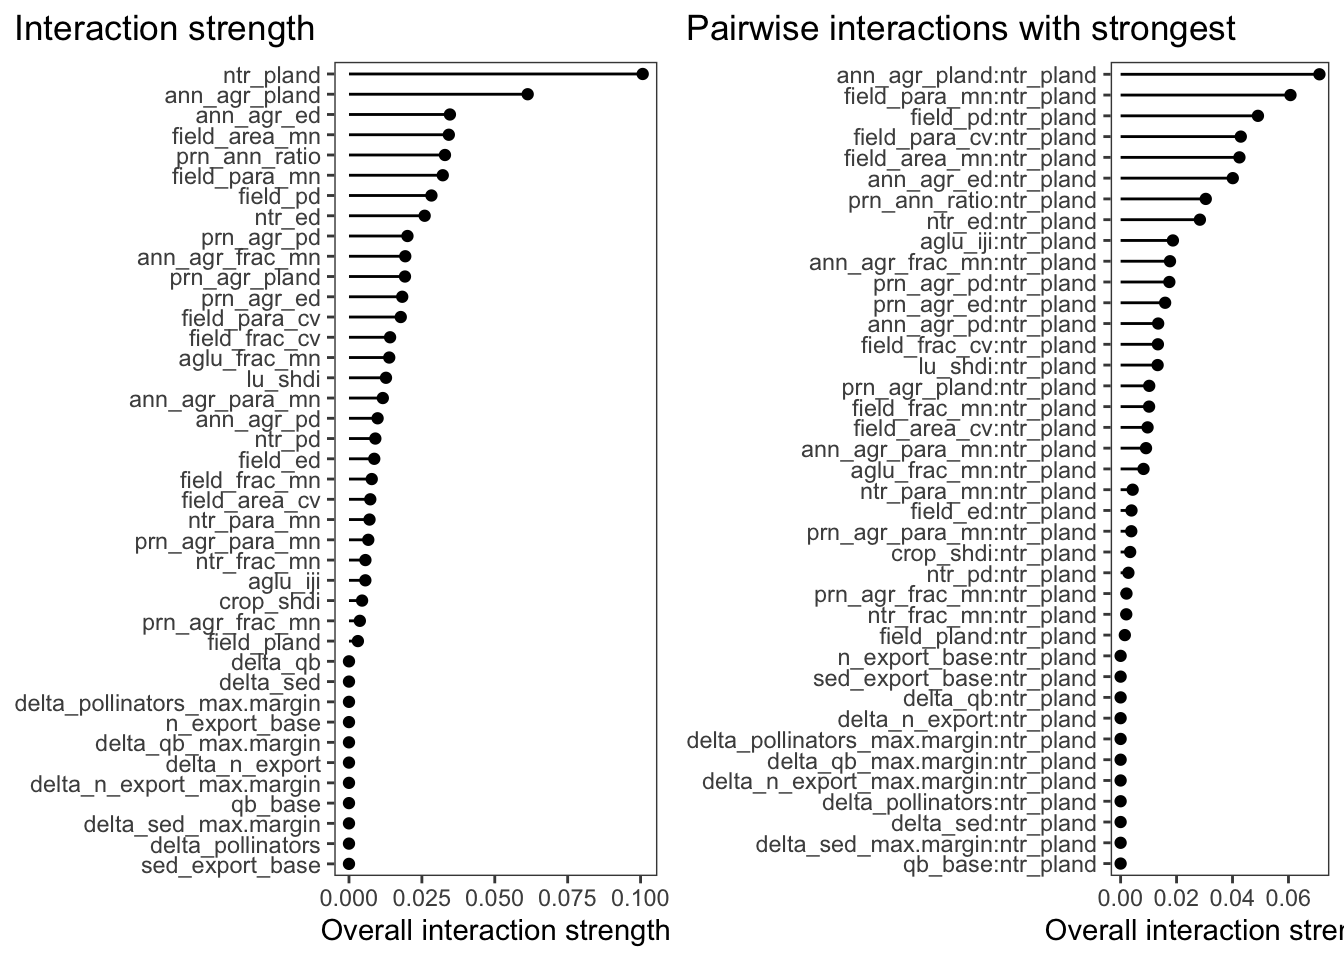 Interaction strength
ntr_pland
ann_agr_pland
ann_agr_ed
field_area_mn
prn_ann_ratio
field_para_mn
field_pd
ntr_ed
prn_agr_pd
ann_agr_frac_mn
prn_agr_pland
prn_agr_ed
field_para_cv
field_frac_cv
aglu_frac_mn
lu_shdi
ann_agr_para_mn
ann_agr_pd
ntr_pd
field_ed
field_frac_mn
field_area_cv
ntr_para_mn
prn_agr_para_mn
ntr_frac_mn
aglu_iji
crop_shdi
prn_agr_frac_mn
field_pland
delta_qb
delta_sed
delta_pollinators_max.margin
n_export_base
delta_qb_max.margin
delta_n_export
delta_n_export_max.margin
qb_base
delta_sed_max.margin
delta_pollinators
sed_export_base
0.000 0.025 0.050 0.075 0.100
Overall interaction strength
Pairwise interactions with strongest
ann_agr_pland:ntr_pland
field_para_mn:ntr_pland
field_pd:ntr_pland
field_para_cv:ntr_pland
field_area_mn:ntr_pland
ann_agr_ed:ntr_pland
prn_ann_ratio:ntr_pland
ntr_ed:ntr_pland
aglu_iji:ntr_pland
ann_agr_frac_mn:ntr_pland
prn_agr_pd:ntr_pland
prn_agr_ed:ntr_pland
ann_agr_pd:ntr_pland
field_frac_cv:ntr_pland
lu_shdi:ntr_pland
prn_agr_pland:ntr_pland
field_frac_mn:ntr_pland
field_area_cv:ntr_pland
ann_agr_para_mn:ntr_pland
aglu_frac_mn:ntr_pland
ntr_para_mn:ntr_pland
field_ed:ntr_pland
prn_agr_para_mn:ntr_pland
crop_shdi:ntr_pland
ntr_pd:ntr_pland
prn_agr_frac_mn:ntr_pland
ntr_frac_mn:ntr_pland
field_pland:ntr_pland
n_export_base:ntr_pland
sed_export_base:ntr_pland
delta_qb:ntr_pland
delta_n_export:ntr_pland
delta_pollinators_max.margin:ntr_pland
delta_qb_max.margin:ntr_pland
delta_n_export_max.margin:ntr_pland
delta_pollinators:ntr_pland
delta_sed:ntr_pland
delta_sed_max.margin:ntr_pland
qb_base:ntr_pland
0.00 0.02 0.04 0.06
Overall interaction stren